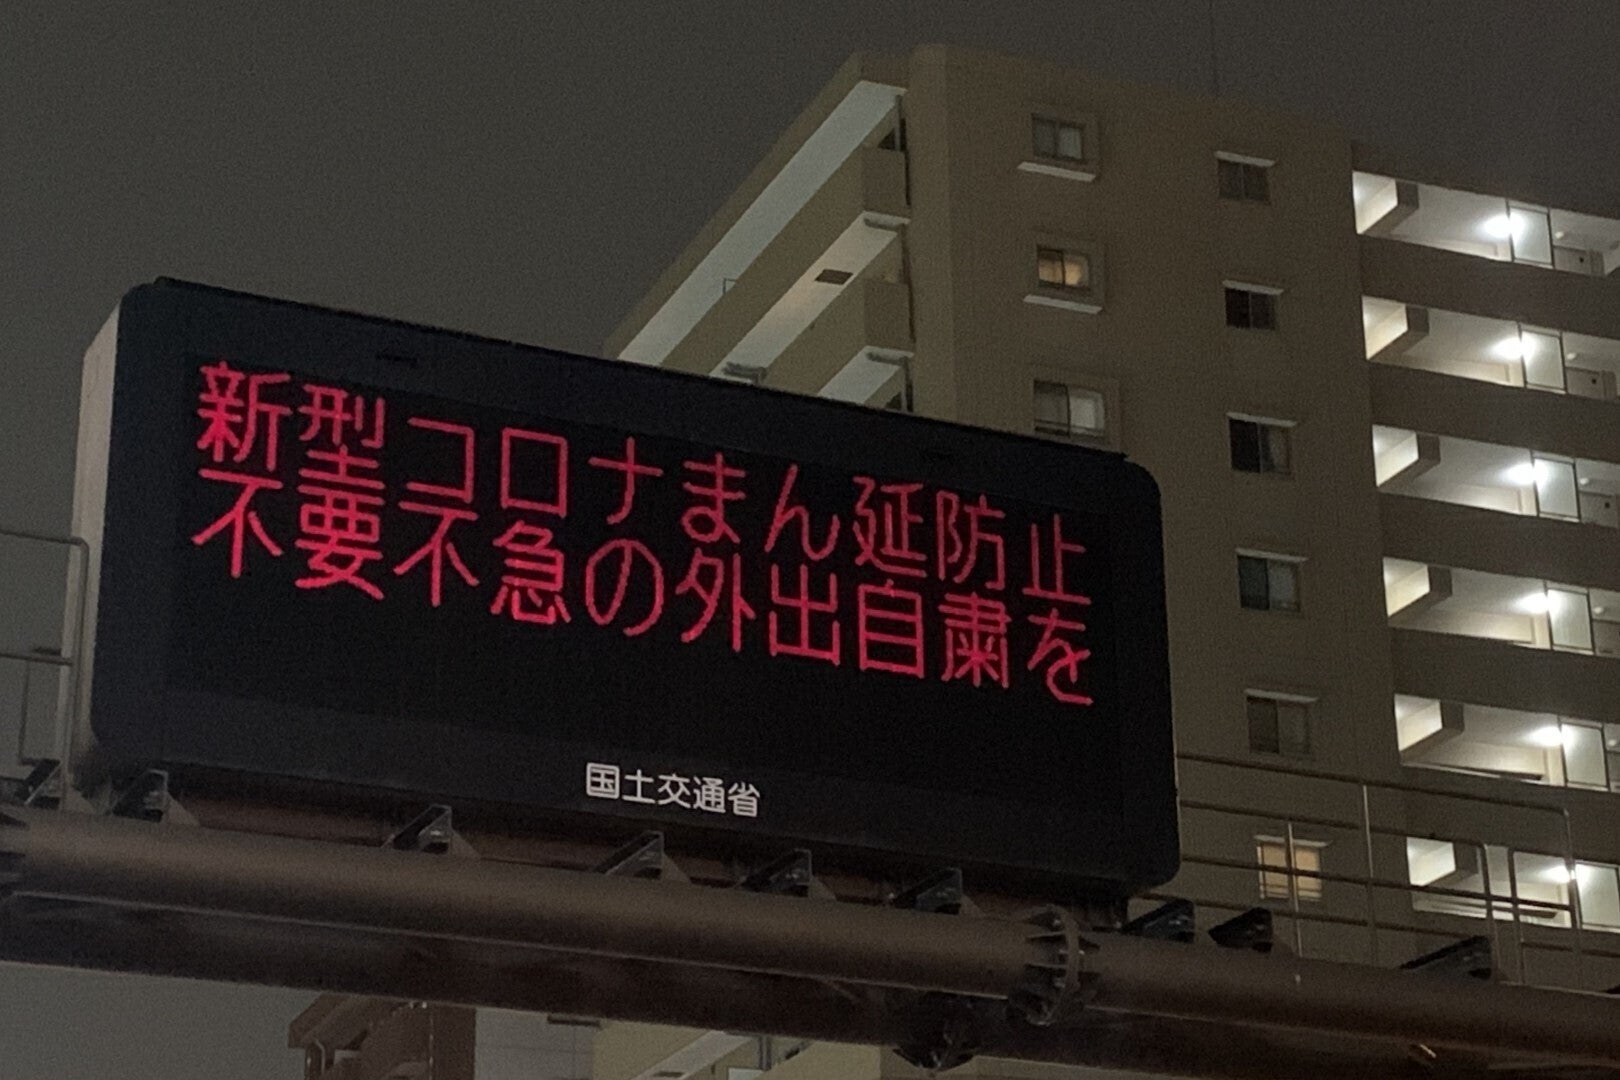 新型コロナまん延防止
不要不急の外出自粛を
国土交通省